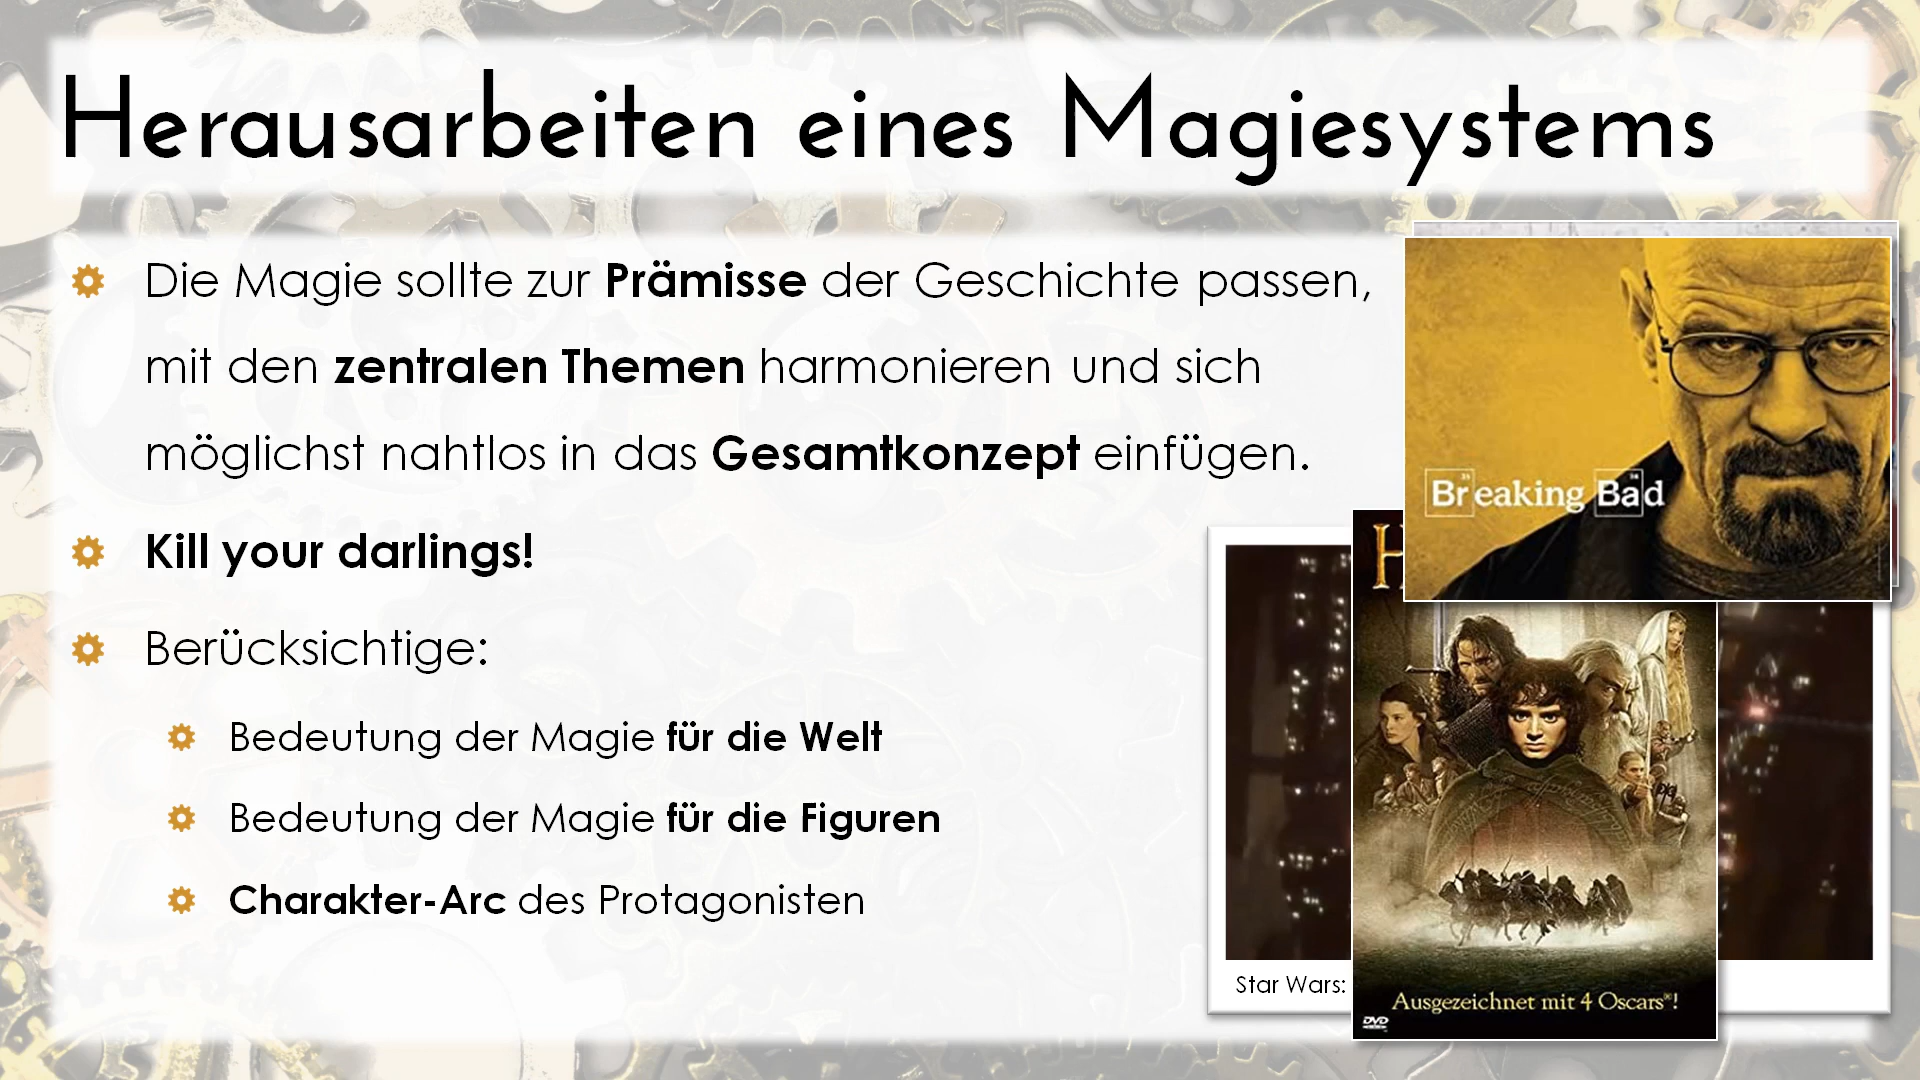 Herausarbeiten eines Magiesystems
Die Magie sollte zur Prämisse der Geschichte passen,
mit den zentralen Themen harmonieren und sich
möglichst nahtlos in das Gesamtkonzept einfügen.
Kill your darlings!
Berücksichtige:
Bedeutung der Magie für die Welt
Bedeutung der Magie für die Figuren
Charakter-Arc des Protagonisten
Breaking Bad
H
Star Wars:
Ausgezeichnet mit 4 Oscars®!
DVD